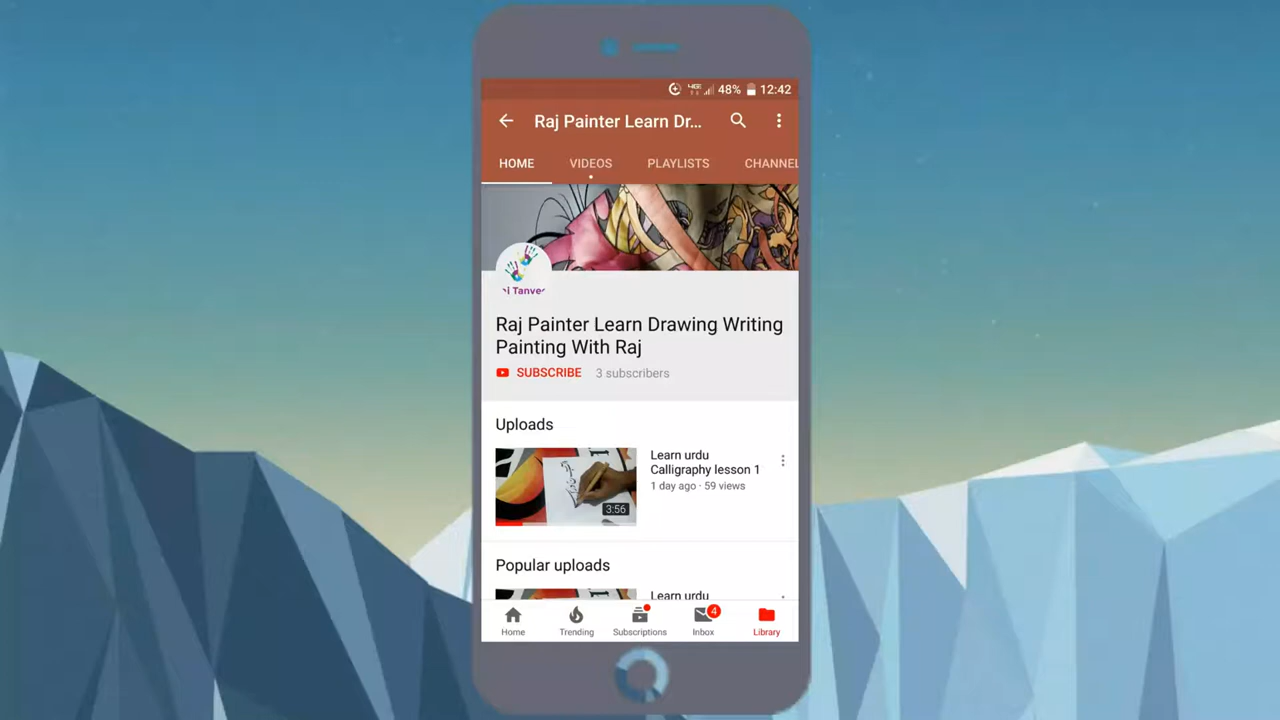 48% 12:42
Raj Painter Learn Dr...
HOME VIDEOS PLAYLISTS CHANNEL
Raj Painter Learn Drawing Writing
Painting With Raj
SUBSCRIBE 3 subscribers
Uploads
Learn urdu
Calligraphy lesson 1
1 day ago · 59 views
3:56
Popular uploads
Learn urdu
4
Home Trending Subscriptions Inbox Library